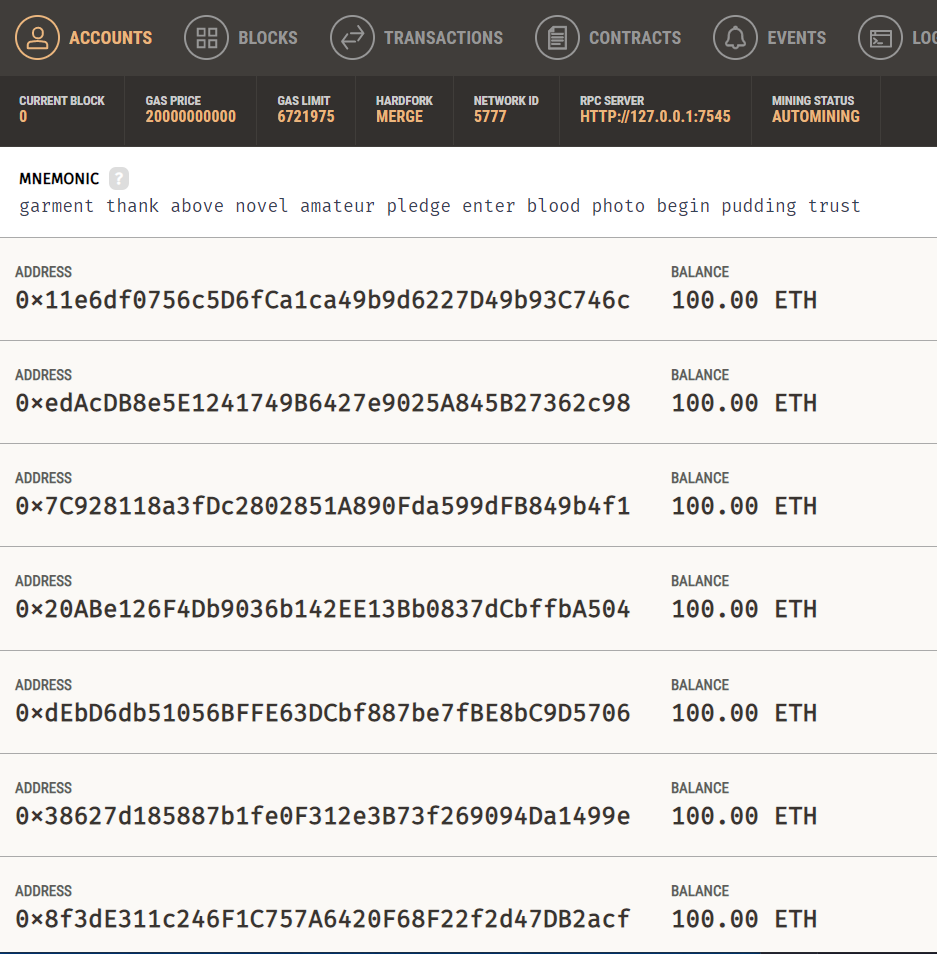 ACCOUNTS BLOCKS TRANSACTIONS CONTRACTS EVENTS LOG
CURRENT BLOCK GAS PRICE GAS LIMIT HARDFORK NETWORK ID RPC SERVER MINING STATUS
0 20000000000 6721975 MERGE 5777 HTTP://127.0.0.1:7545 AUTOMINING
MNEMONIC ?
garment thank above novel amateur pledge enter blood photo begin pudding trust
ADDRESS BALANCE
0×11e6df0756c5D6fCa1ca49b9d6227D49b93C746c 100.00 ETH
ADDRESS BALANCE
0×edAcDB8e5E1241749B6427e9025A845B27362c98 100.00 ETH
ADDRESS BALANCE
0×7C928118a3fDc2802851A890Fda599dFB849b4f1 100.00 ETH
ADDRESS BALANCE
0×20ABe126F4Db9036b142EE13Bb0837dCbffbA504 100.00 ETH
ADDRESS BALANCE
0×dEbD6db51056BFFE63DCbf887be7fBE8bC9D5706 100.00 ETH
ADDRESS BALANCE
0×38627d185887b1fe0F312e3B73f269094Da1499e 100.00 ETH
ADDRESS BALANCE
0×8f3dE311c246F1C757A6420F68F22f2d47DB2acf 100.00 ETH